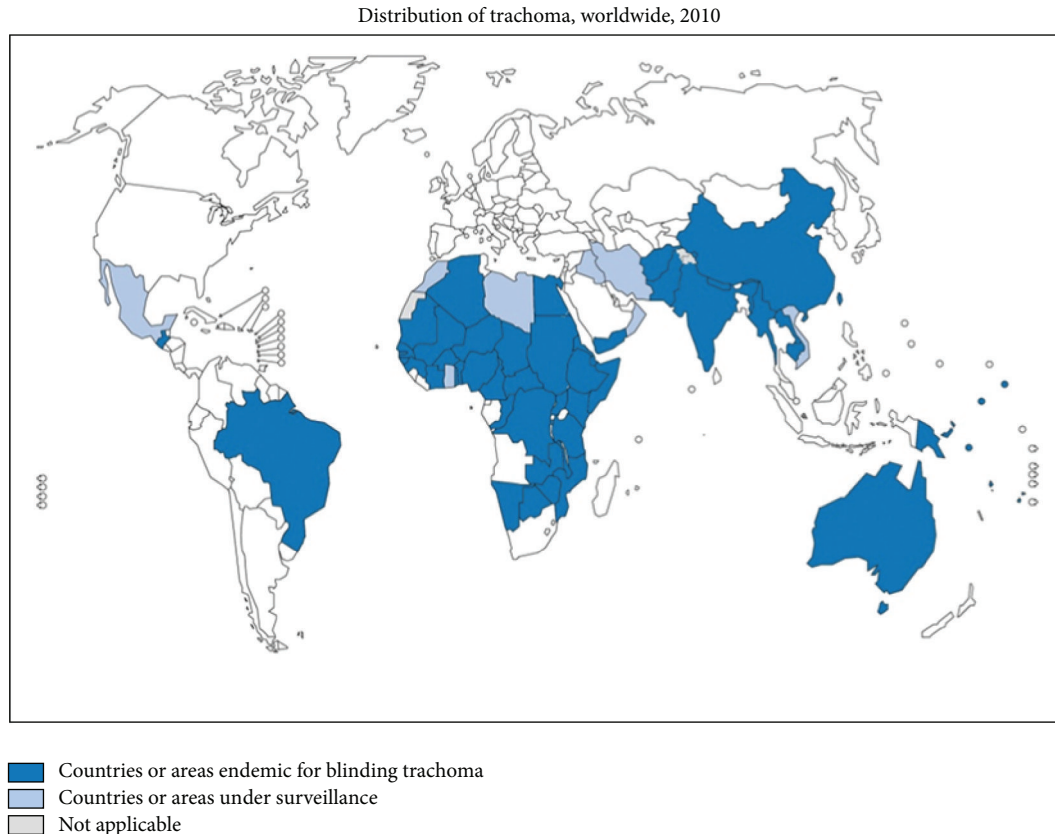 Distribution of trachoma, worldwide, 2010
Countries or areas endemic for blinding trachoma
Countries or areas under surveillance
Not applicable